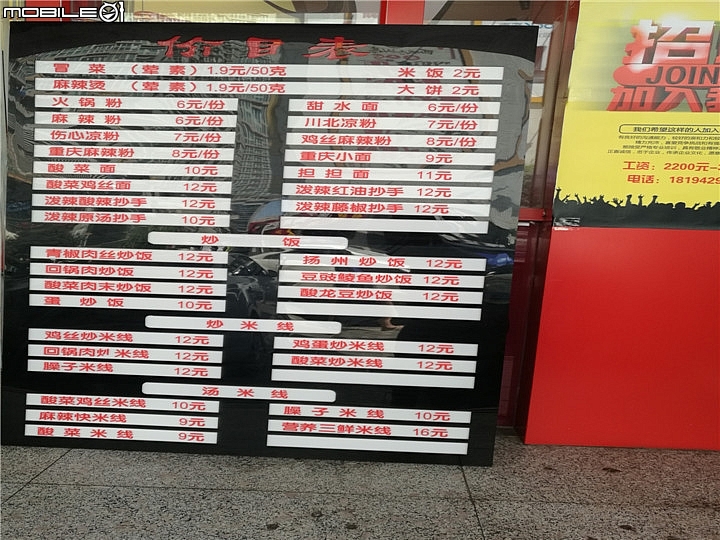 MOBILE01
价目表
冒菜（荤素）1.9元/50克 米饭 2元
麻辣烫（荤素）1.9元/50克 大饼 2元
火锅粉 6元/份
麻辣粉 6元/份
伤心凉粉 7元/份
重庆麻辣粉 8元/份
酸菜面 10元
酸菜鸡丝面 12元
泼辣酸辣抄手 12元
泼辣原汤抄手 10元
甜水面 6元/份
川北凉粉 7元/份
鸡丝麻辣粉 8元/份
重庆小面 9元
担担面 11元
泼辣红油抄手 12元
泼辣藤椒抄手 12元
炒饭
青椒肉丝炒饭 12元
回锅肉炒饭 12元
酸菜肉末炒饭 12元
蛋炒饭 10元
扬州炒饭 12元
豆豉鲮鱼炒饭 12元
酸龙豆炒饭 12元
炒米线
鸡丝炒米线 12元
回锅肉炒米线 12元
臊子米线 12元
鸡蛋炒米线 12元
酸菜炒米线 12元
汤米线
酸菜鸡丝米线 10元
麻辣快米线 9元
酸菜米线 9元
臊子米线 10元
营养三鲜米线 16元
招
JOIN
加入我
我们希望这样的人加入
工资：2200元-
电话：1819425